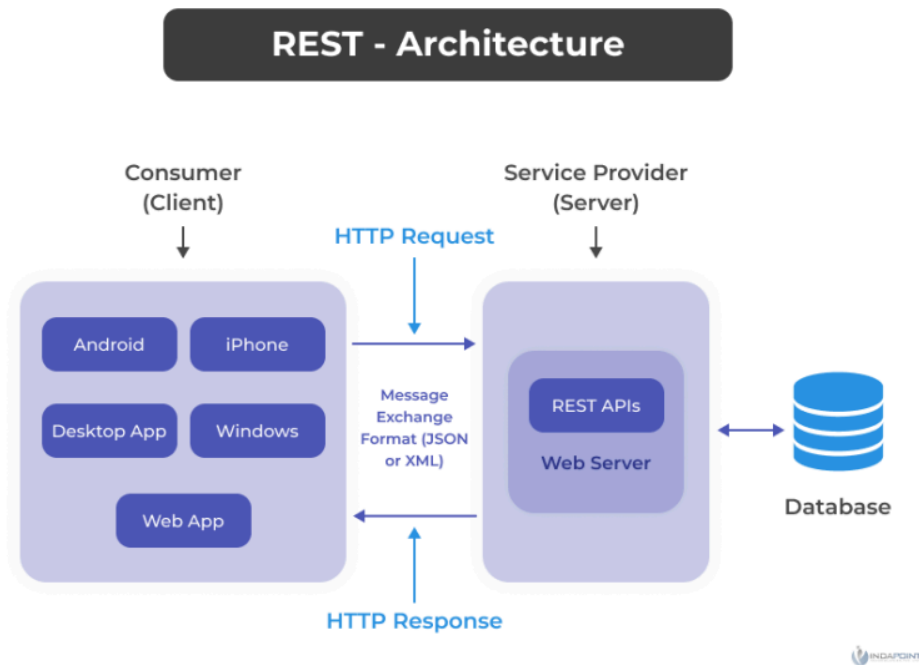 REST - Architecture
Consumer
(Client)
Service Provider
(Server)
HTTP Request
Android
iPhone
Desktop App
Windows
Web App
Message
Exchange
Format (JSON
or XML)
REST APIs
Web Server
Database
HTTP Response
INDAPOINT